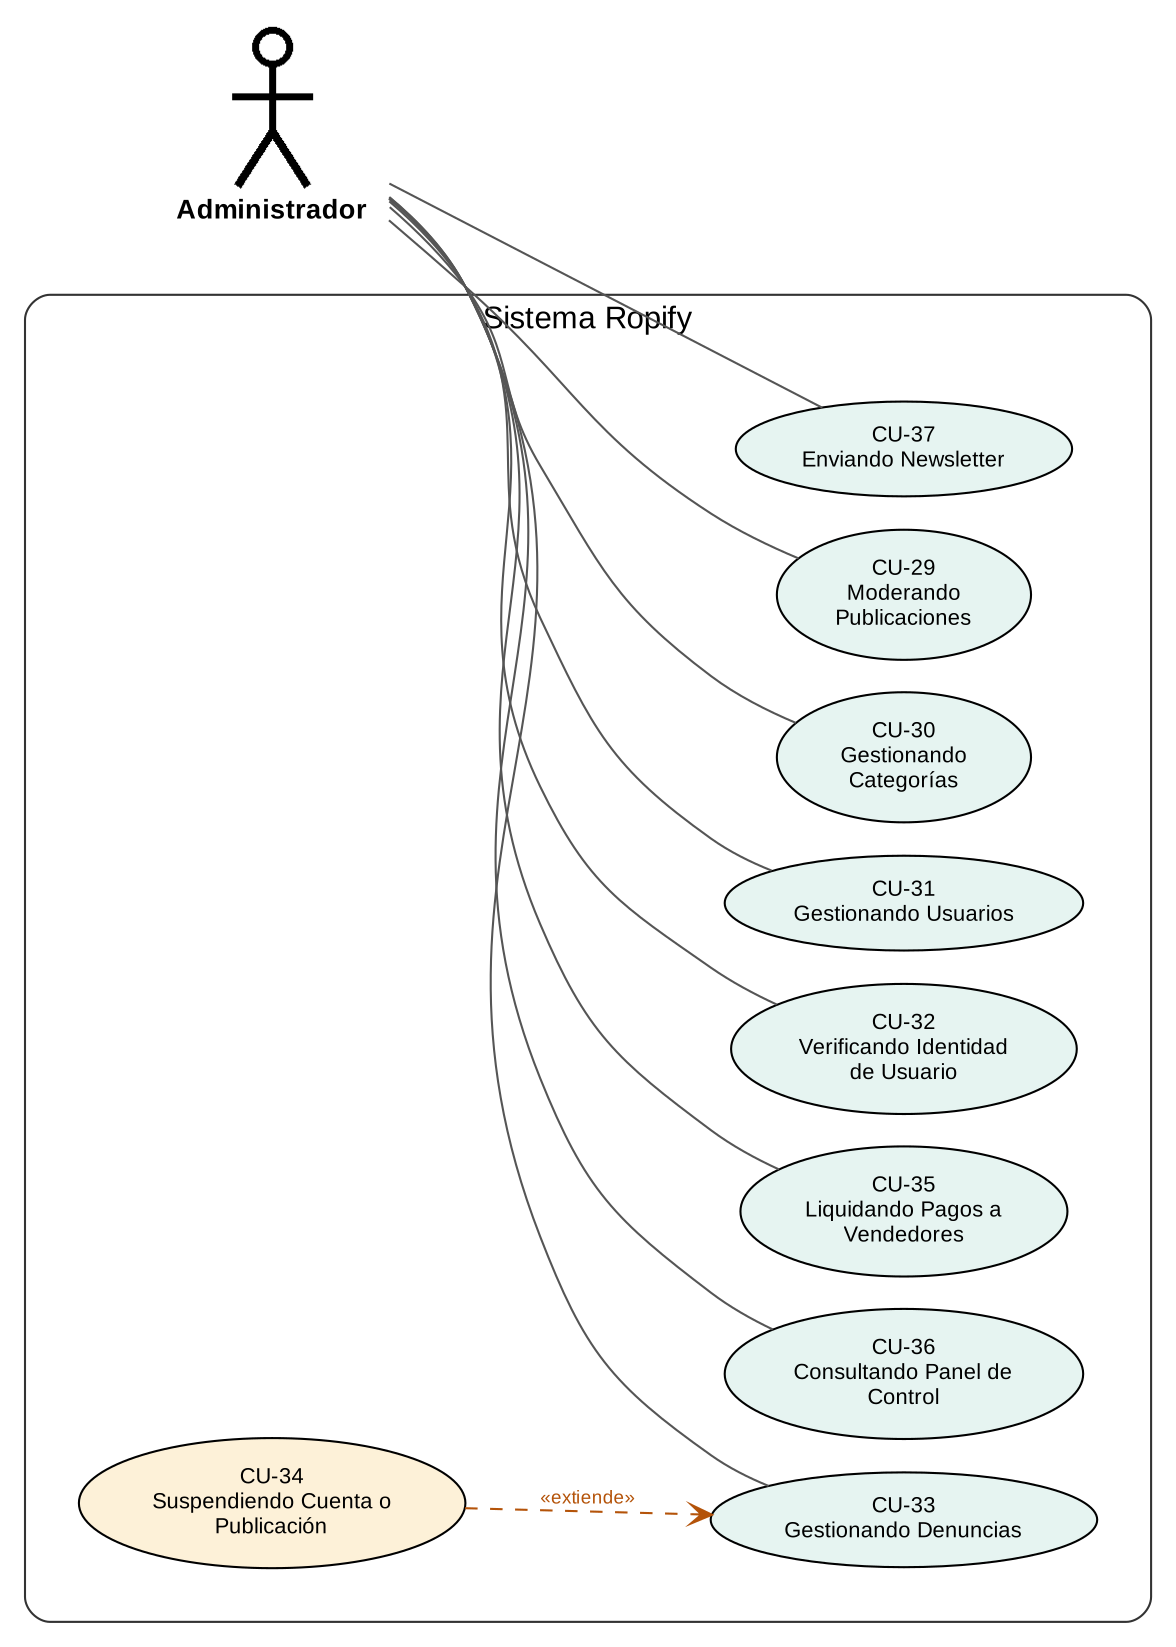 Administrador
Sistema Ropify
CU-37
Enviando Newsletter
CU-29
Moderando
Publicaciones
CU-30
Gestionando
Categorías
CU-31
Gestionando Usuarios
CU-32
Verificando Identidad
de Usuario
CU-35
Liquidando Pagos a
Vendedores
CU-36
Consultando Panel de
Control
CU-34
Suspendiendo Cuenta o
Publicación
«extiende»
CU-33
Gestionando Denuncias